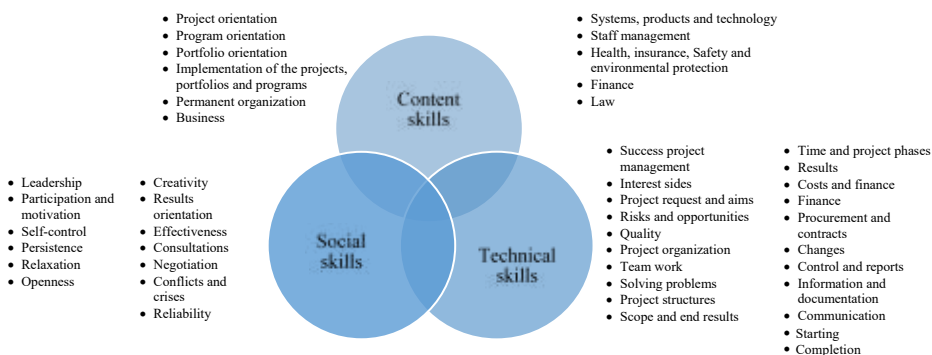 • Project orientation
• Program orientation
• Portfolio orientation
• Implementation of the projects,
portfolios and programs
• Permanent organization
• Business
• Systems, products and technology
• Staff management
• Health, insurance, Safety and
environmental protection
• Finance
• Law
Content
skills
• Leadership
• Participation and
motivation
• Self-control
• Persistence
• Relaxation
• Openness
• Creativity
• Results
orientation
• Effectiveness
• Consultations
• Negotiation
• Conflicts and
crises
• Reliability
Social
skills
Technical
skills
• Success project
management
• Interest sides
• Project request and aims
• Risks and opportunities
• Quality
• Project organization
• Team work
• Solving problems
• Project structures
• Scope and end results
• Time and project phases
• Results
• Costs and finance
• Finance
• Procurement and
contracts
• Changes
• Control and reports
• Information and
documentation
• Communication
• Starting
• Completion